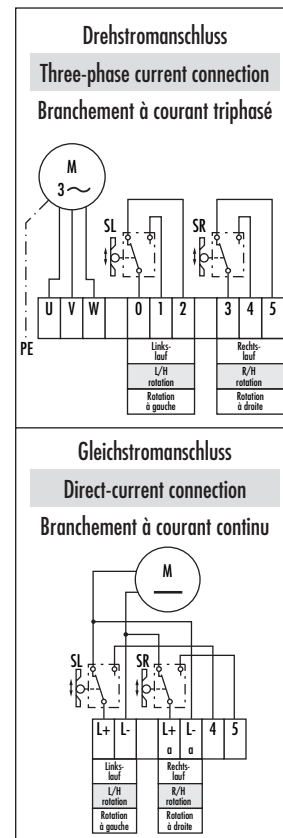 Drehstromanschluss
Three-phase current connection
Branchement à courant triphasé
M
3~
SL
SR
U V W 0 1 2 3 4 5
PE
Links-
lauf
L/H
rotation
Rotation
à gauche
Rechts-
lauf
R/H
rotation
Rotation
à droite
Gleichstromanschluss
Direct-current connection
Branchement à courant continu
M
SL
SR
L+ L- L+ a L- a 4 5
Links-
lauf
L/H
rotation
Rotation
à gauche
Rechts-
lauf
R/H
rotation
Rotation
à droite